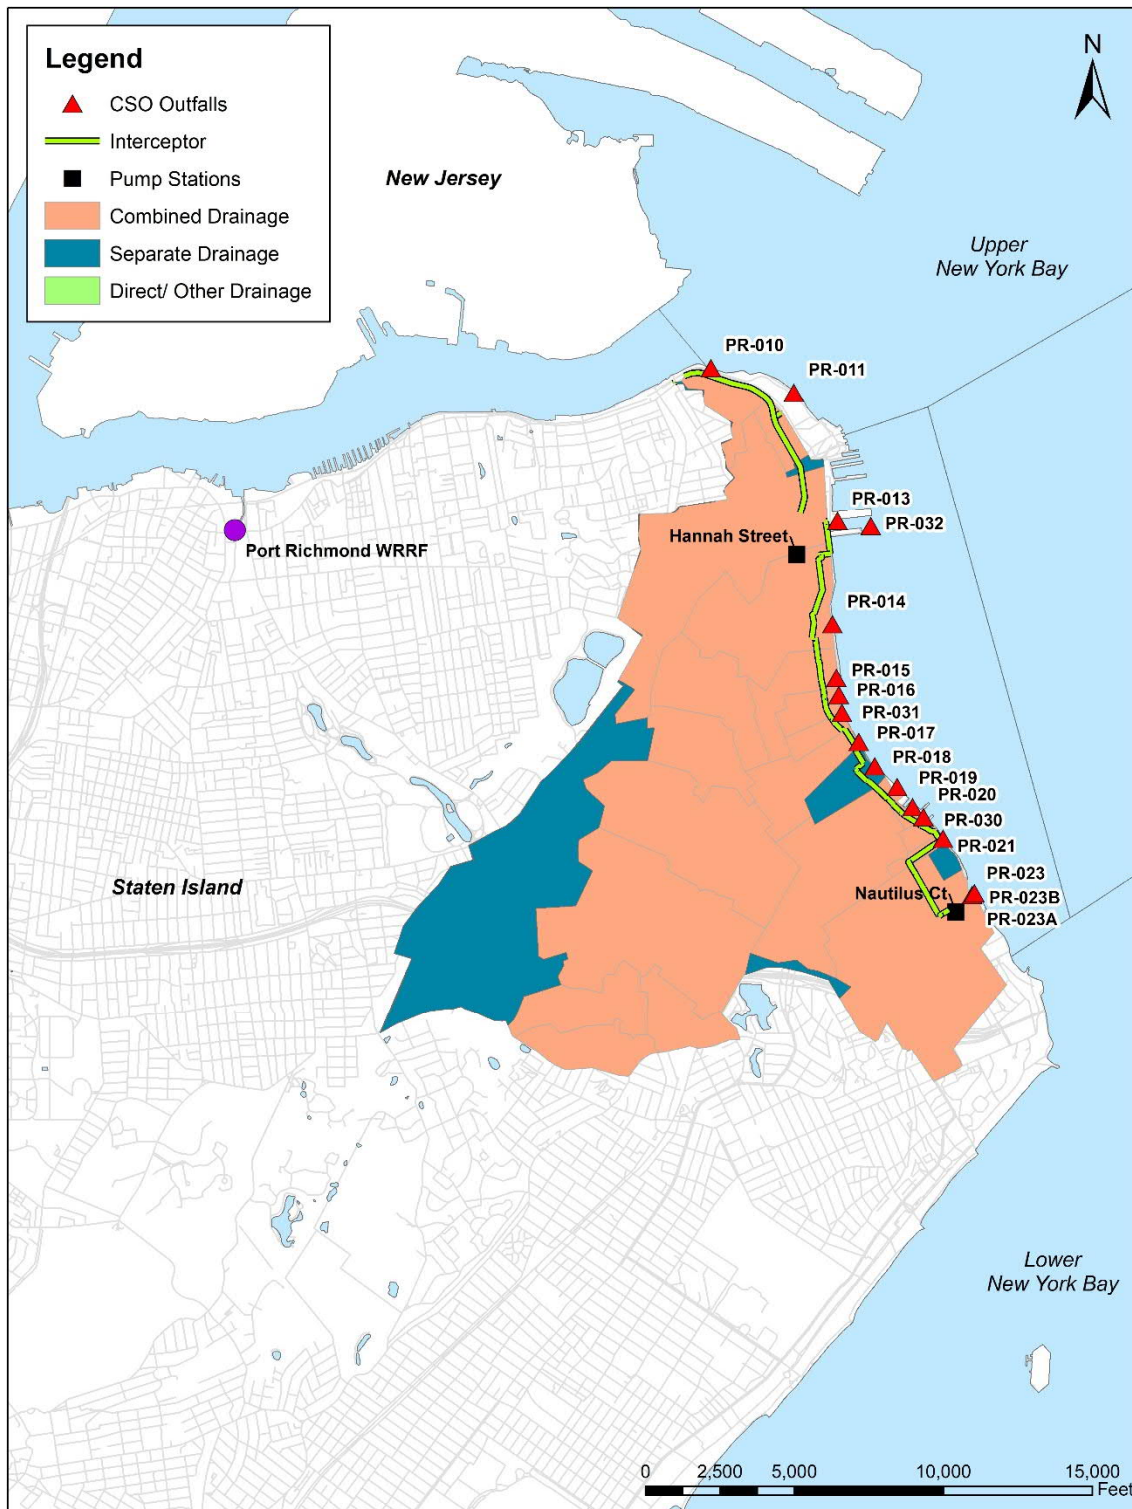 Legend
CSO Outfalls
Interceptor
Pump Stations
Combined Drainage
Separate Drainage
Direct/ Other Drainage
N
New Jersey
Upper
New York Bay
PR-010
PR-011
PR-013
PR-032
Hannah Street
Port Richmond WRRF
PR-014
PR-015
PR-016
PR-031
PR-017
PR-018
PR-019
PR-020
PR-030
PR-021
PR-023
Staten Island
Nautilus Ct
PR-023B
PR-023A
Lower
New York Bay
0 2,500 5,000 10,000 15,000
Feet